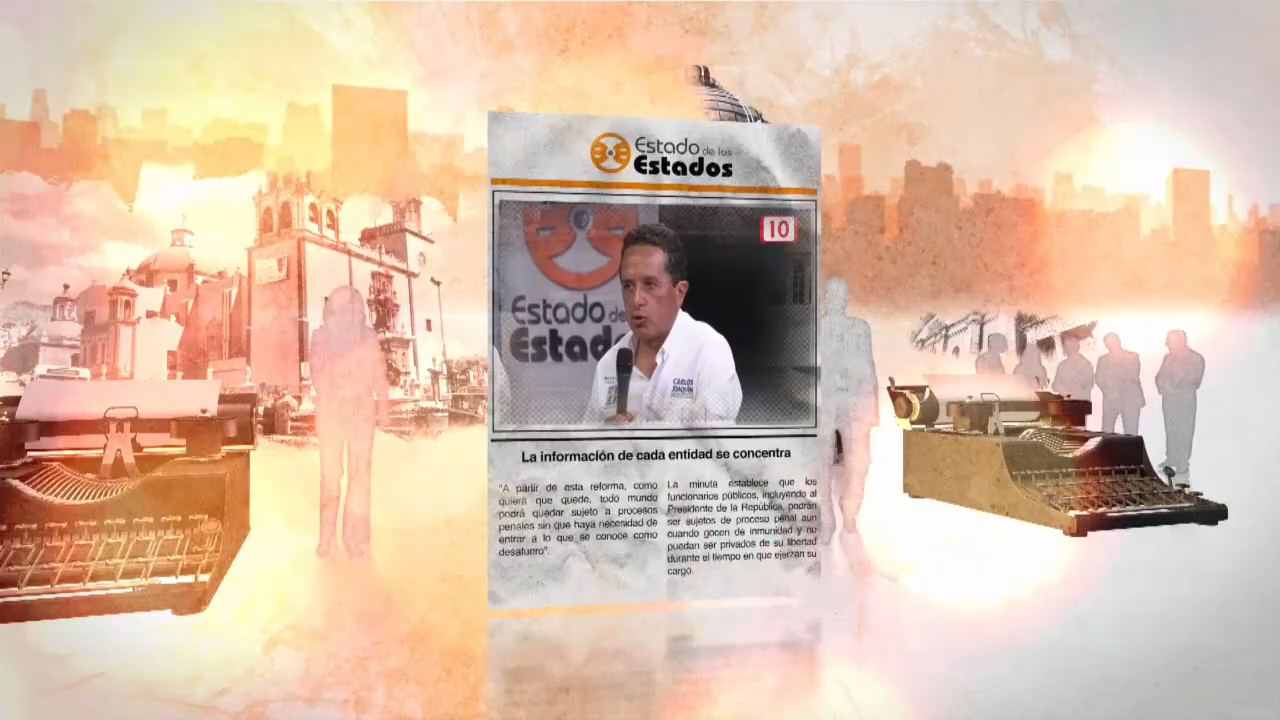 Estado de los
Estados
10
Estado de
Estado
CARLOS
JOAQUÍN
La información de cada entidad se concentra
"A partir de esta reforma, como
quiera que quede, todo mundo
podrá quedar sujeto a procesos
penales sin que haya necesidad de
entrar a lo que se conoce como
desafuero".
La minuta establece que los
funcionarios públicos, incluyendo al
Presidente de la República, podrán
ser sujetos de proceso penal aun
cuando gocen de inmunidad y no
puedan ser privados de su libertad
durante el tiempo en que ejerzan su
cargo.